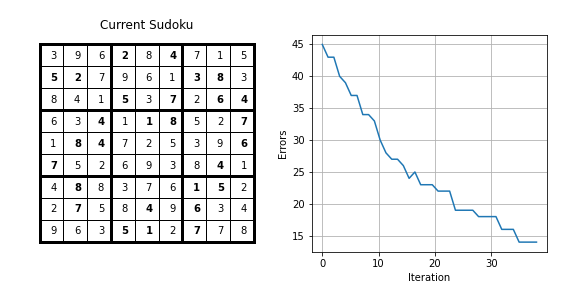 Current Sudoku
3 9 6 2 8 4 7 1 5
5 2 7 9 6 1 3 8 3
8 4 1 5 3 7 2 6 4
6 3 4 1 1 8 5 2 7
1 8 4 7 2 5 3 9 6
7 5 2 6 9 3 8 4 1
4 8 8 3 7 6 1 5 2
2 7 5 8 4 9 6 3 4
9 6 3 5 1 2 7 7 8
45
40
35
30
25
20
15
Errors
0 10 20 30
Iteration